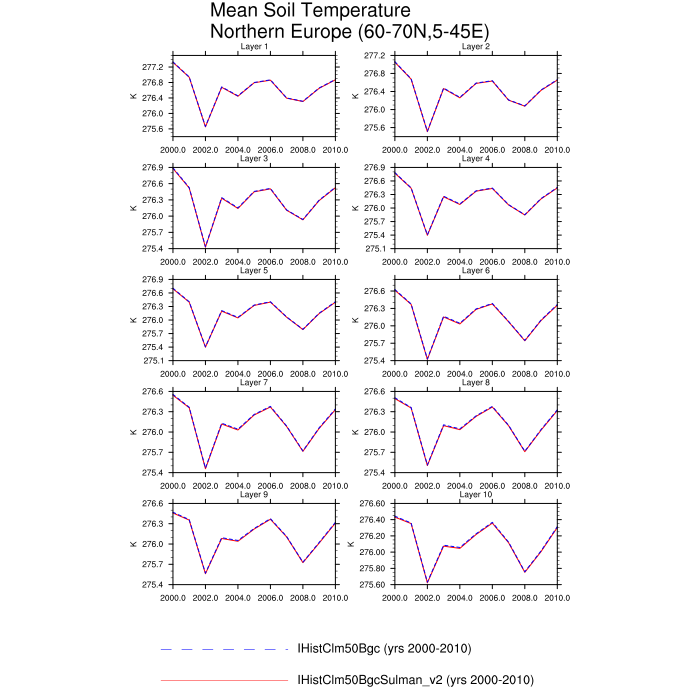 Mean Soil Temperature
Northern Europe (60-70N,5-45E)
Layer 1
K
277.2
276.8
276.4
276.0
275.6
2000.0 2002.0 2004.0 2006.0 2008.0 2010.0
Layer 2
K
277.2
276.8
276.4
276.0
275.6
2000.0 2002.0 2004.0 2006.0 2008.0 2010.0
Layer 3
K
276.9
276.6
276.3
276.0
275.7
275.4
2000.0 2002.0 2004.0 2006.0 2008.0 2010.0
Layer 4
K
276.9
276.6
276.3
276.0
275.7
275.4
275.1
2000.0 2002.0 2004.0 2006.0 2008.0 2010.0
Layer 5
K
276.9
276.6
276.3
276.0
275.7
275.4
275.1
2000.0 2002.0 2004.0 2006.0 2008.0 2010.0
Layer 6
K
276.6
276.3
276.0
275.7
275.4
2000.0 2002.0 2004.0 2006.0 2008.0 2010.0
Layer 7
K
276.6
276.3
276.0
275.7
275.4
2000.0 2002.0 2004.0 2006.0 2008.0 2010.0
Layer 8
K
276.6
276.3
276.0
275.7
275.4
2000.0 2002.0 2004.0 2006.0 2008.0 2010.0
Layer 9
K
276.6
276.3
276.0
275.7
275.4
2000.0 2002.0 2004.0 2006.0 2008.0 2010.0
Layer 10
K
276.60
276.40
276.20
276.00
275.80
275.60
2000.0 2002.0 2004.0 2006.0 2008.0 2010.0
IHistClm50Bgc (yrs 2000-2010)
IHistClm50BgcSulman_v2 (yrs 2000-2010)